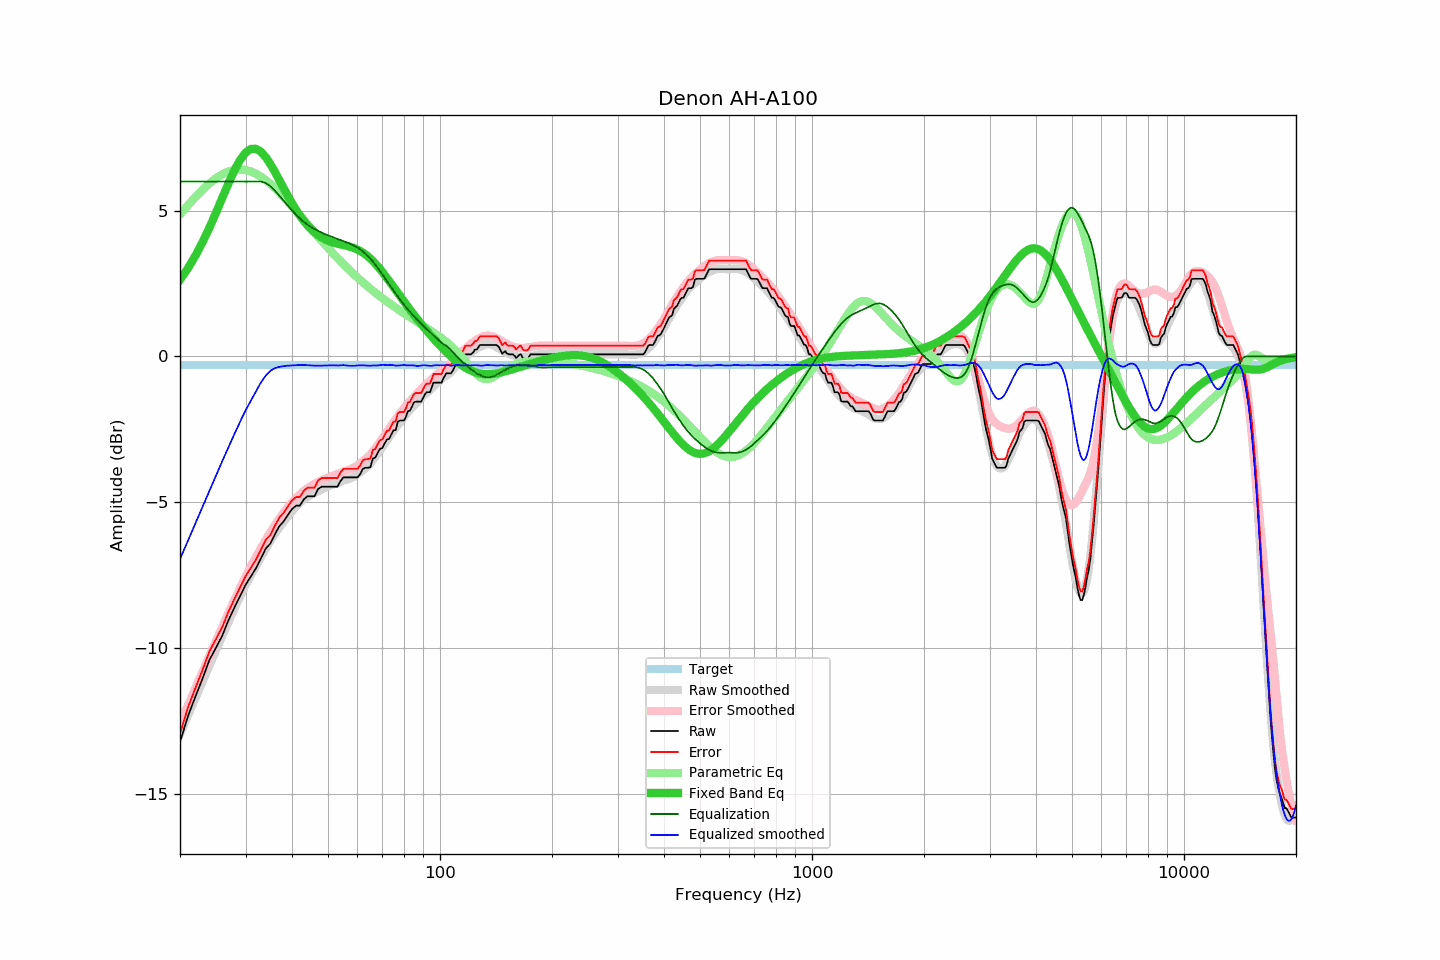 Denon AH-A100
Amplitude (dBr)
5
0
−5
−10
−15
100
1000
10000
Frequency (Hz)
Target
Raw Smoothed
Error Smoothed
Raw
Error
Parametric Eq
Fixed Band Eq
Equalization
Equalized smoothed